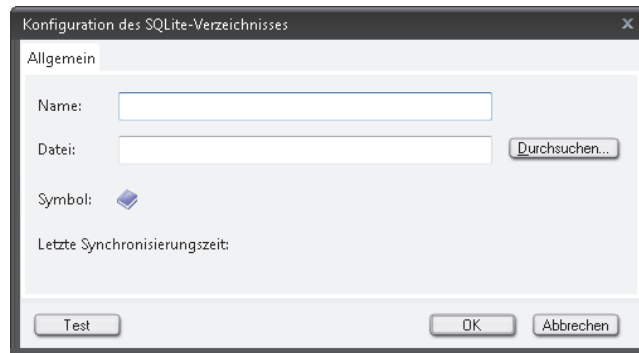 Konfiguration des SQLite-Verzeichnisses
Allgemein
Name:
Datei: Durchsuchen...
Symbol:
Letzte Synchronisierungszeit:
Test OK Abbrechen